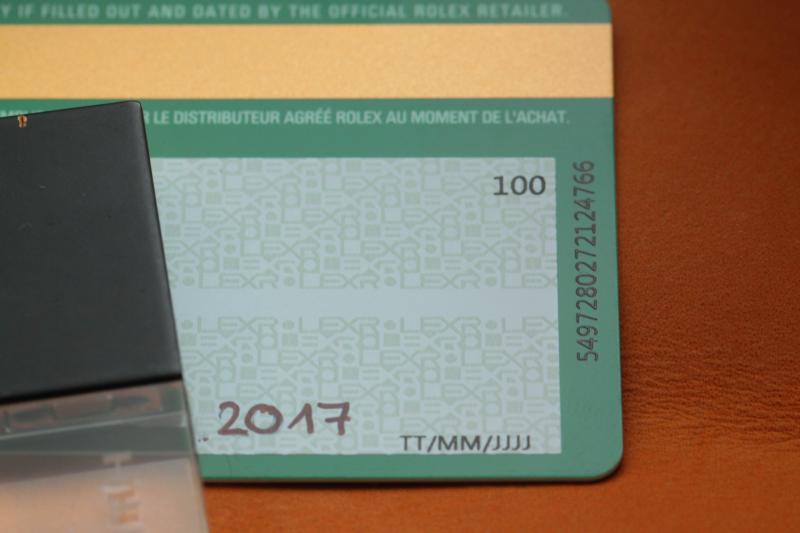 Y IF FILLED OUT AND DATED BY THE OFFICIAL ROLEX RETAILER.
LE DISTRIBUTEUR AGRÉÉ ROLEX AU MOMENT DE L'ACHAT.
100
5497280272124766
2017
TT/MM/JJJJ